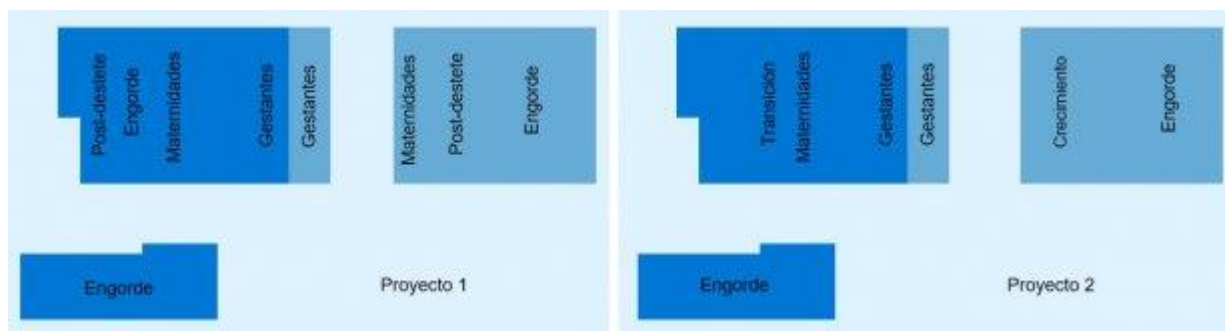 Post-destete
Engorde
Maternidades
Gestantes
Gestantes
Maternidades
Post-destete
Engorde
Engorde
Proyecto 1
Transición
Maternidades
Gestantes
Gestantes
Crecimiento
Engorde
Engorde
Proyecto 2